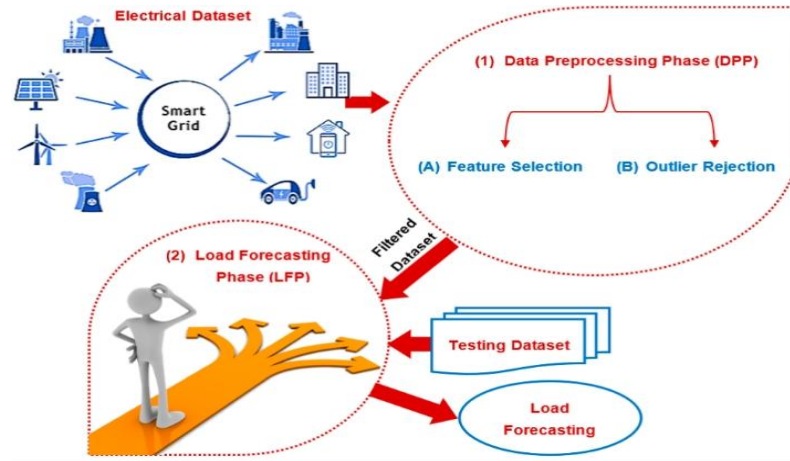 Electrical Dataset
Smart
Grid
(1) Data Preprocessing Phase (DPP)
(A) Feature Selection
(B) Outlier Rejection
Filtered
Dataset
(2) Load Forecasting
Phase (LFP)
Testing Dataset
Load
Forecasting